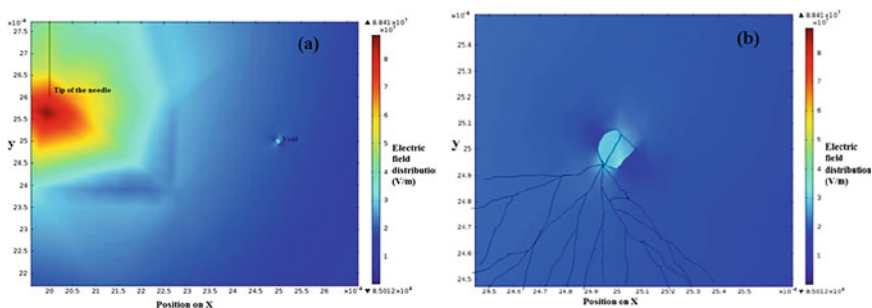 ×10⁻⁴
27.5
27
26.5
26
25.5
25
24.5
24
23.5
23
22.5
22
y
(a)
Tip of the needle
Void
20 20.5 21 21.5 22 22.5 23 23.5 24 24.5 25 25.5 26 ×10⁻⁴
Position on X
▲ 8.841×10⁷
×10⁷
8
7
6
5
4
3
2
1
▼ 8.5012×10⁴
Electric
field
distribution
(V/m)
×10⁻⁴
25.5
25.4
25.3
25.2
25.1
25
24.9
24.8
24.7
24.6
24.5
y
(b)
24.5 24.6 24.7 24.8 24.9 25 25.1 25.2 25.3 25.4 25.5 ×10⁻⁴
Position on X
▲ 8.841×10⁷
×10⁷
8
7
6
5
4
3
2
1
▼ 8.5012×10⁴
Electric
field
distribution
(V/m)